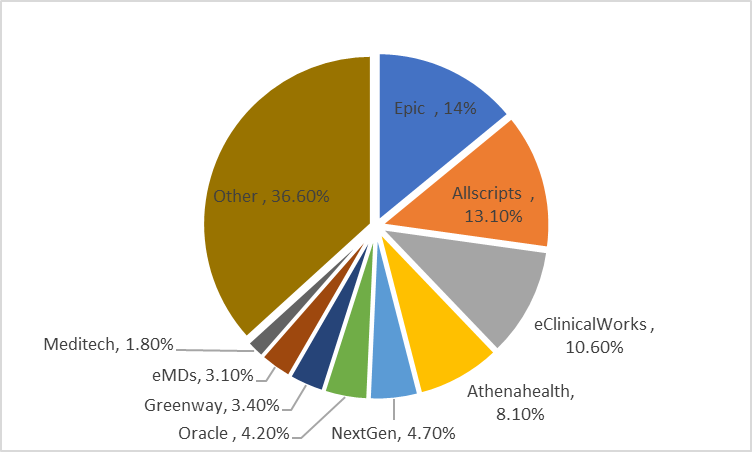 Epic , 14%
Allscripts ,
13.10%
eClinicalWorks ,
10.60%
Athenahealth,
8.10%
NextGen, 4.70%
Oracle , 4.20%
Greenway, 3.40%
eMDs, 3.10%
Meditech, 1.80%
Other , 36.60%